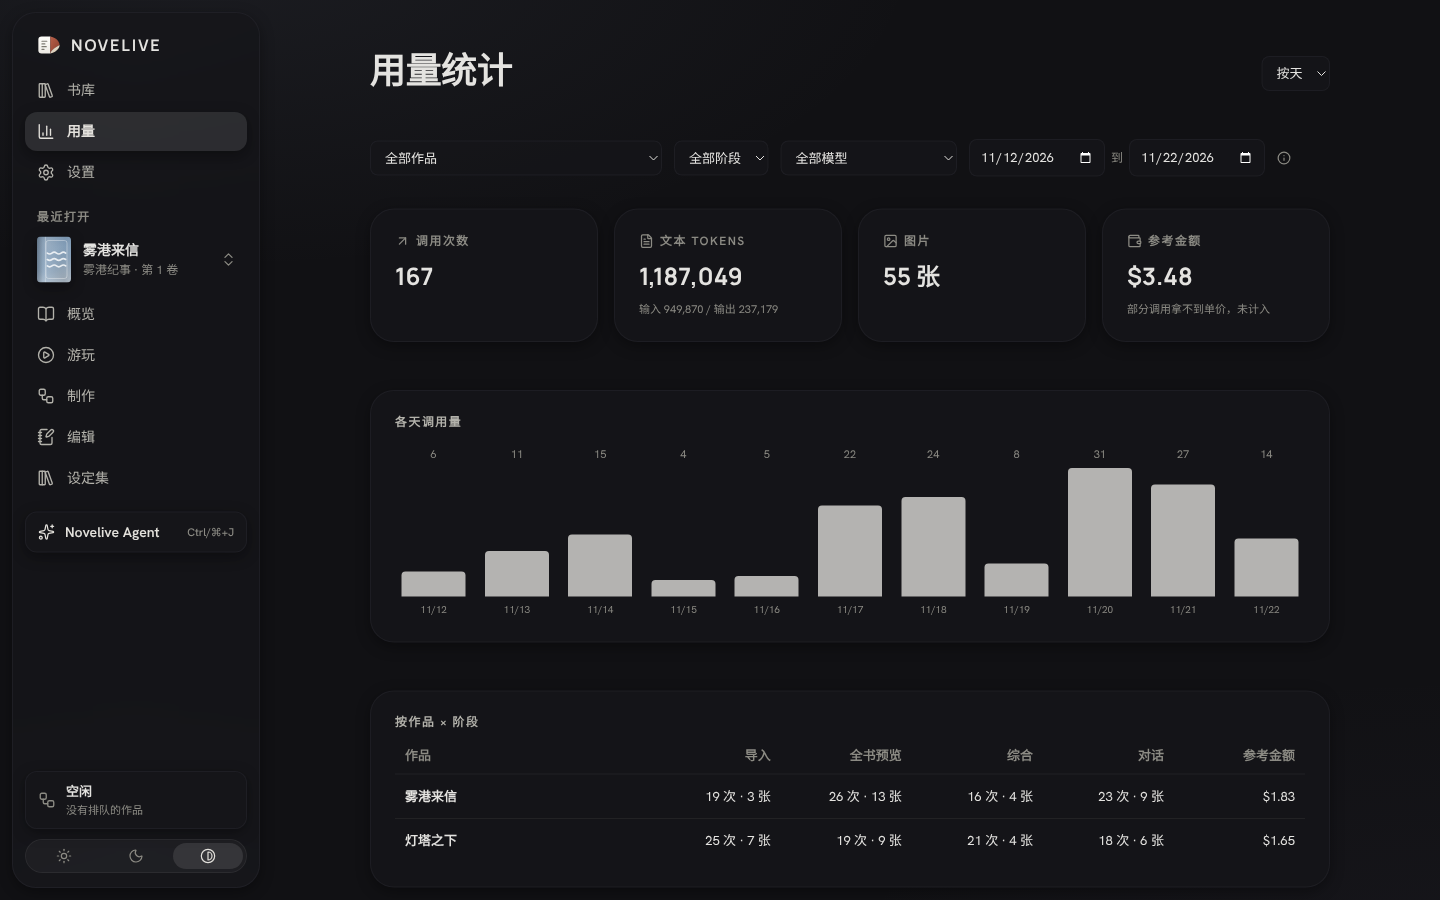 NOVELIVE
书库
用量
设置
最近打开
雾港来信
雾港纪事 · 第 1 卷
概览
游玩
制作
编辑
设定集
Novelive Agent Ctrl/⌘+J
空闲
没有排队的作品
用量统计
按天
全部作品 全部阶段 全部模型 11/12/2026 到 11/22/2026
调用次数
167
文本 TOKENS
1,187,049
输入 949,870 / 输出 237,179
图片
55 张
参考金额
$3.48
部分调用拿不到单价，未计入
各天调用量
6 11 15 4 5 22 24 8 31 27 14
11/12 11/13 11/14 11/15 11/16 11/17 11/18 11/19 11/20 11/21 11/22
按作品 × 阶段
作品 导入 全书预览 综合 对话 参考金额
雾港来信 19 次 · 3 张 26 次 · 13 张 16 次 · 4 张 23 次 · 9 张 $1.83
灯塔之下 25 次 · 7 张 19 次 · 9 张 21 次 · 4 张 18 次 · 6 张 $1.65